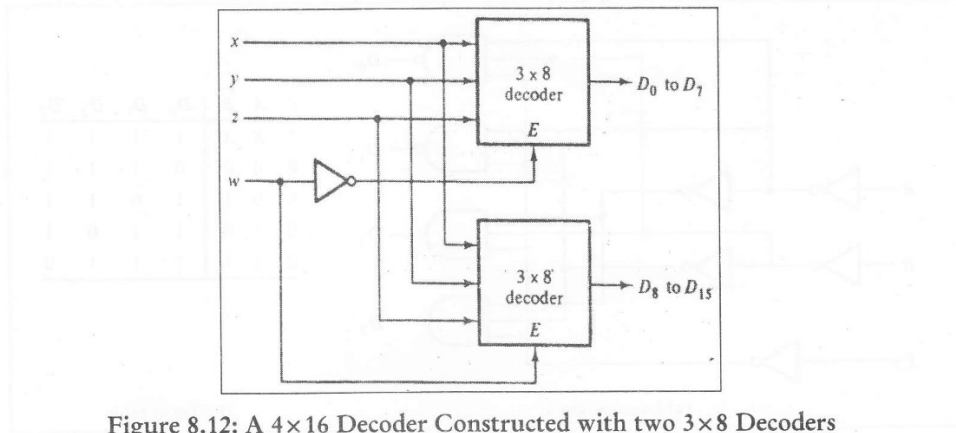 x
y
z
w
3 x 8
decoder
E
D₀ to D₇
3 x 8
decoder
E
D₈ to D₁₅
Figure 8.12: A 4×16 Decoder Constructed with two 3×8 Decoders